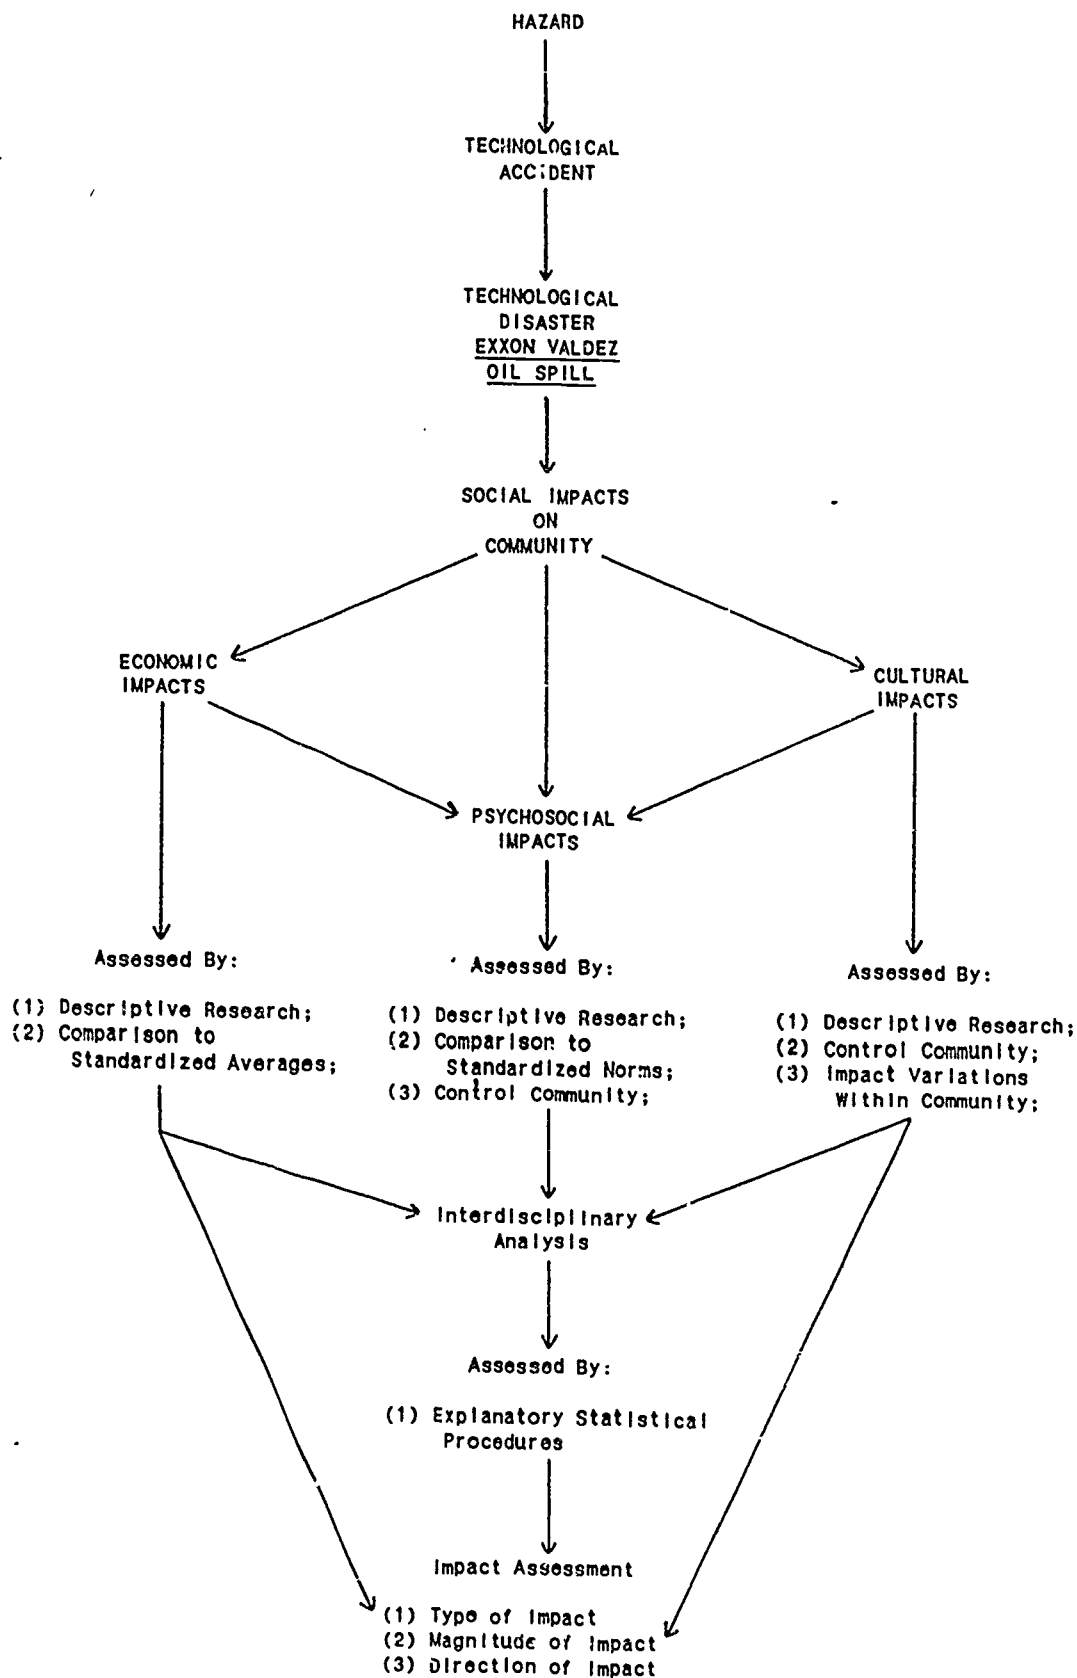 HAZARD
TECHNOLOGICAL
ACCIDENT
TECHNOLOGICAL
DISASTER
EXXON VALDEZ
OIL SPILL
SOCIAL IMPACTS
ON
COMMUNITY
ECONOMIC
IMPACTS
CULTURAL
IMPACTS
PSYCHOSOCIAL
IMPACTS
Assessed By:
(1) Descriptive Research;
(2) Comparison to
Standardized Averages;
Assessed By:
(1) Descriptive Research;
(2) Comparison to
Standardized Norms;
(3) Control Community;
Assessed By:
(1) Descriptive Research;
(2) Control Community;
(3) Impact Variations
Within Community;
Interdisciplinary
Analysis
Assessed By:
(1) Explanatory Statistical
Procedures
Impact Assessment
(1) Type of Impact
(2) Magnitude of Impact
(3) Direction of Impact